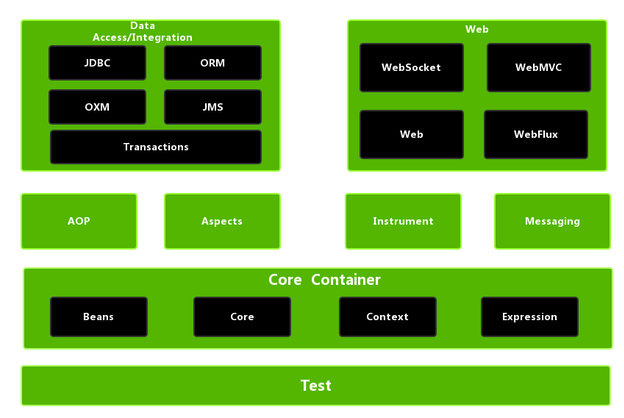 Data
Access/Integration
JDBC
ORM
OXM
JMS
Transactions
Web
WebSocket
WebMVC
Web
WebFlux
AOP
Aspects
Instrument
Messaging
Core Container
Beans
Core
Context
Expression
Test